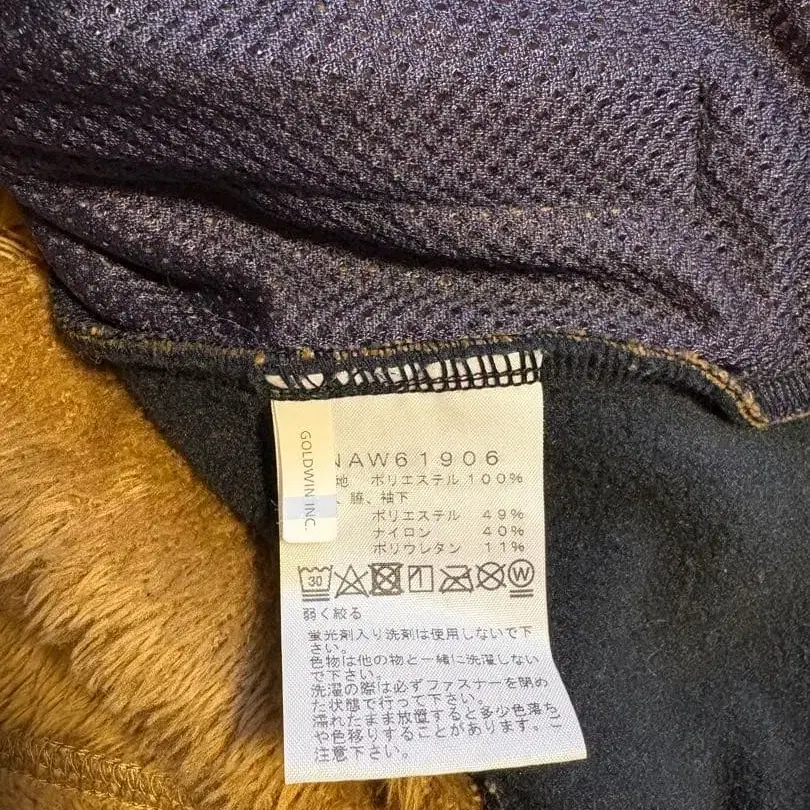 GOLDWIN INC.
NAW61906
地 ポリエステル 100%
、脇、袖下
ポリエステル 49%
ナイロン 40%
ポリウレタン 11%
30 W
弱く絞る
蛍光剤入り洗剤は使用しないで下
さい。
色物は他の物と一緒に洗濯しない
で下さい。
洗濯の際は必ずファスナーを閉め
た状態で行って下さい。
濡れたまま放置すると多少色落ち
や色移りすることがあります。ご
注意下さい。